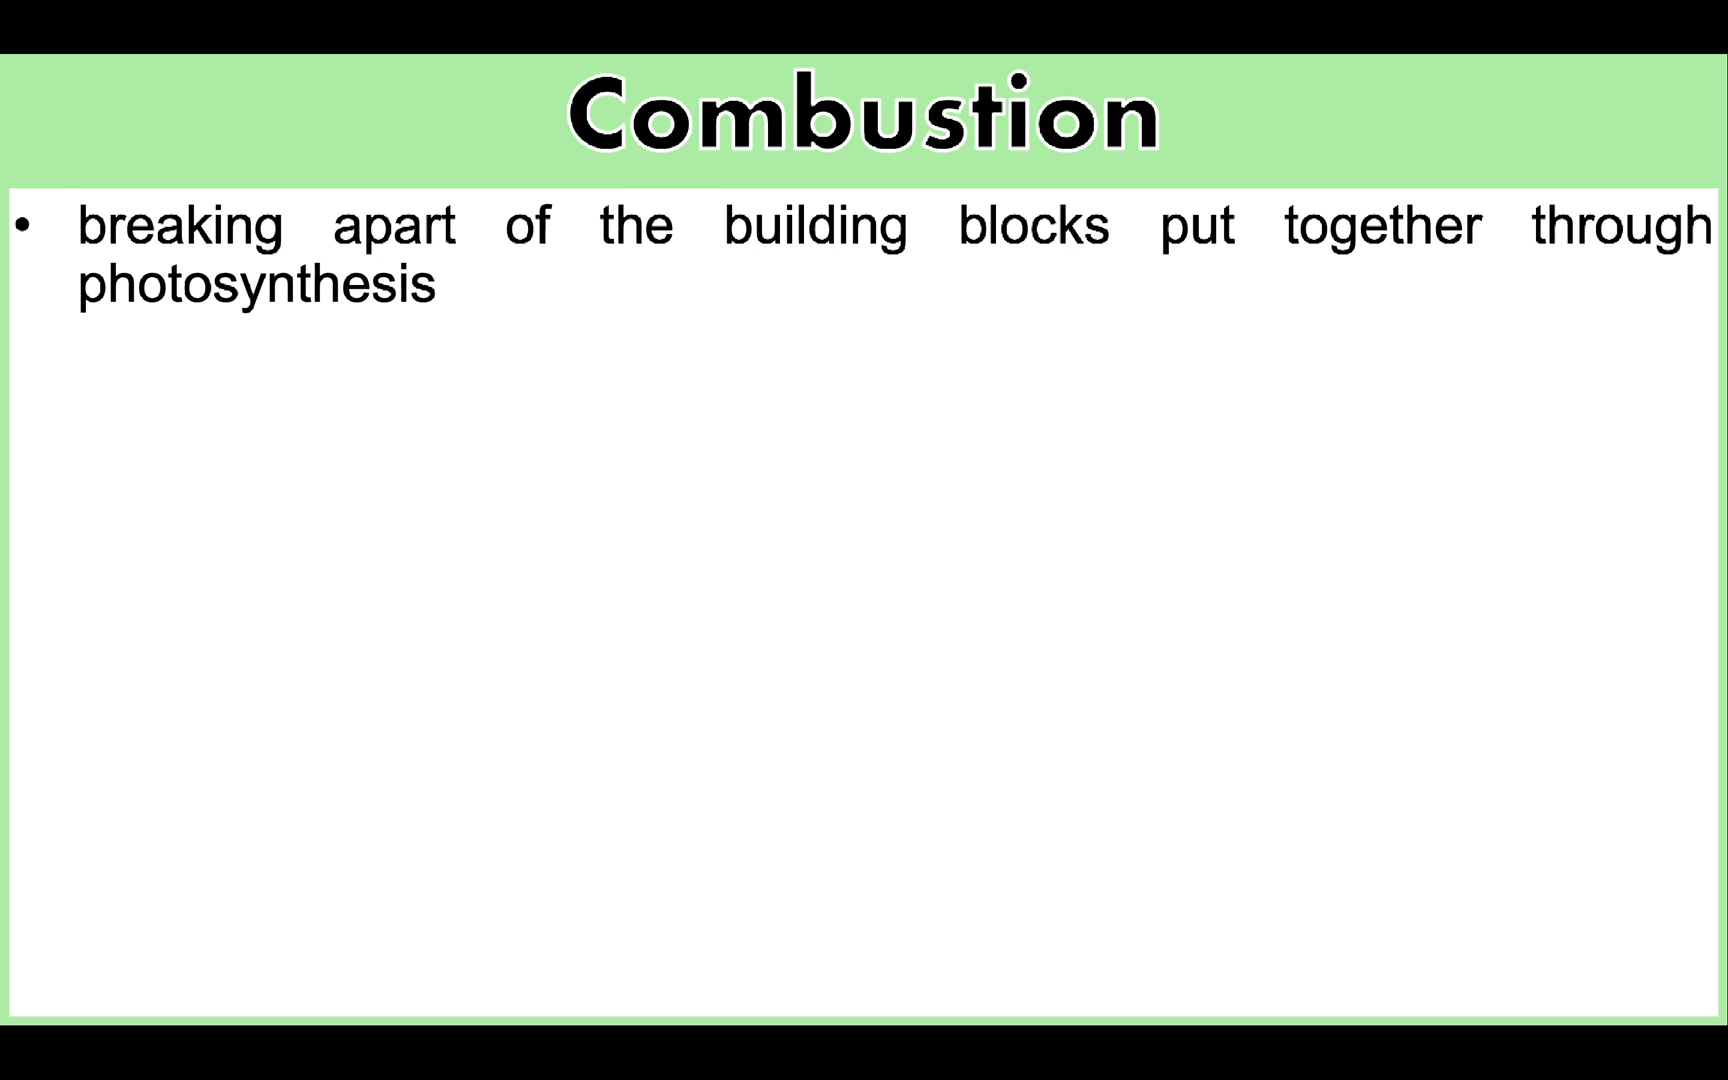 Combustion
• breaking apart of the building blocks put together through
photosynthesis